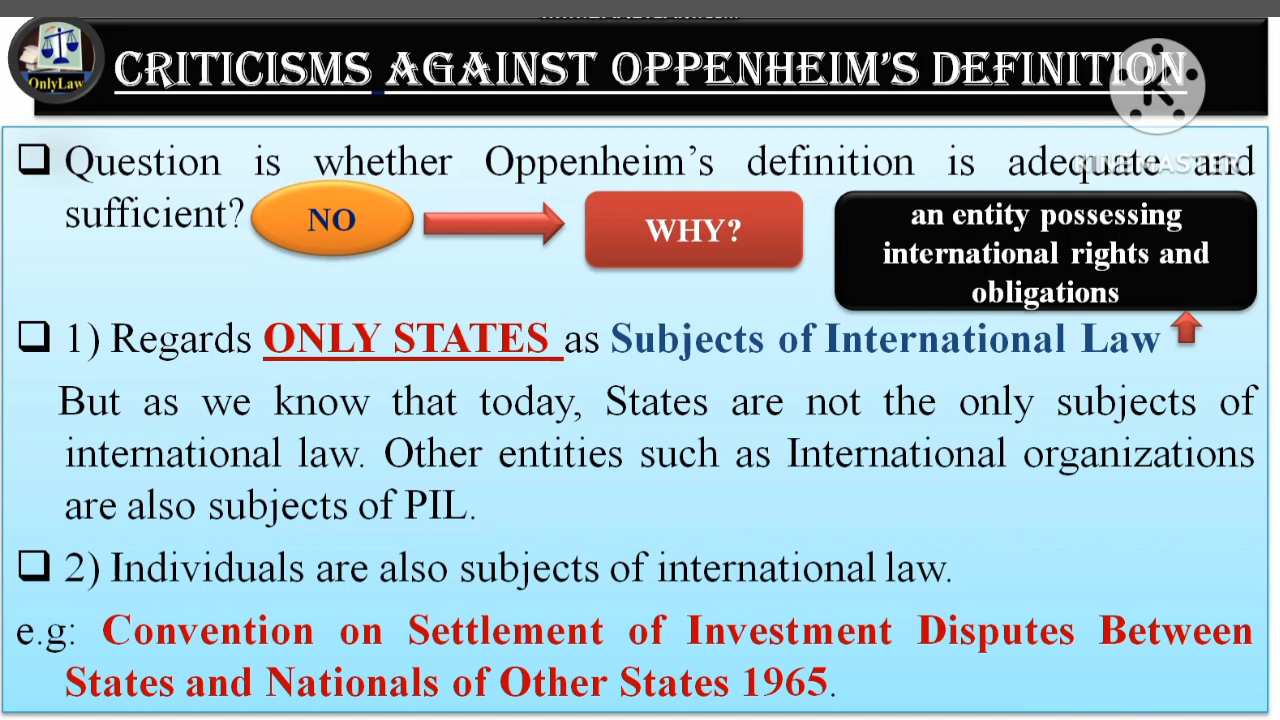 OnlyLaw
CRITICISMS AGAINST OPPENHEIM'S DEFINITION
KINEMASTER
❑ Question is whether Oppenheim's definition is adequate and
sufficient?
NO
WHY?
an entity possessing
international rights and
obligations
❑ 1) Regards ONLY STATES as Subjects of International Law
But as we know that today, States are not the only subjects of
international law. Other entities such as International organizations
are also subjects of PIL.
❑ 2) Individuals are also subjects of international law.
e.g: Convention on Settlement of Investment Disputes Between
States and Nationals of Other States 1965.